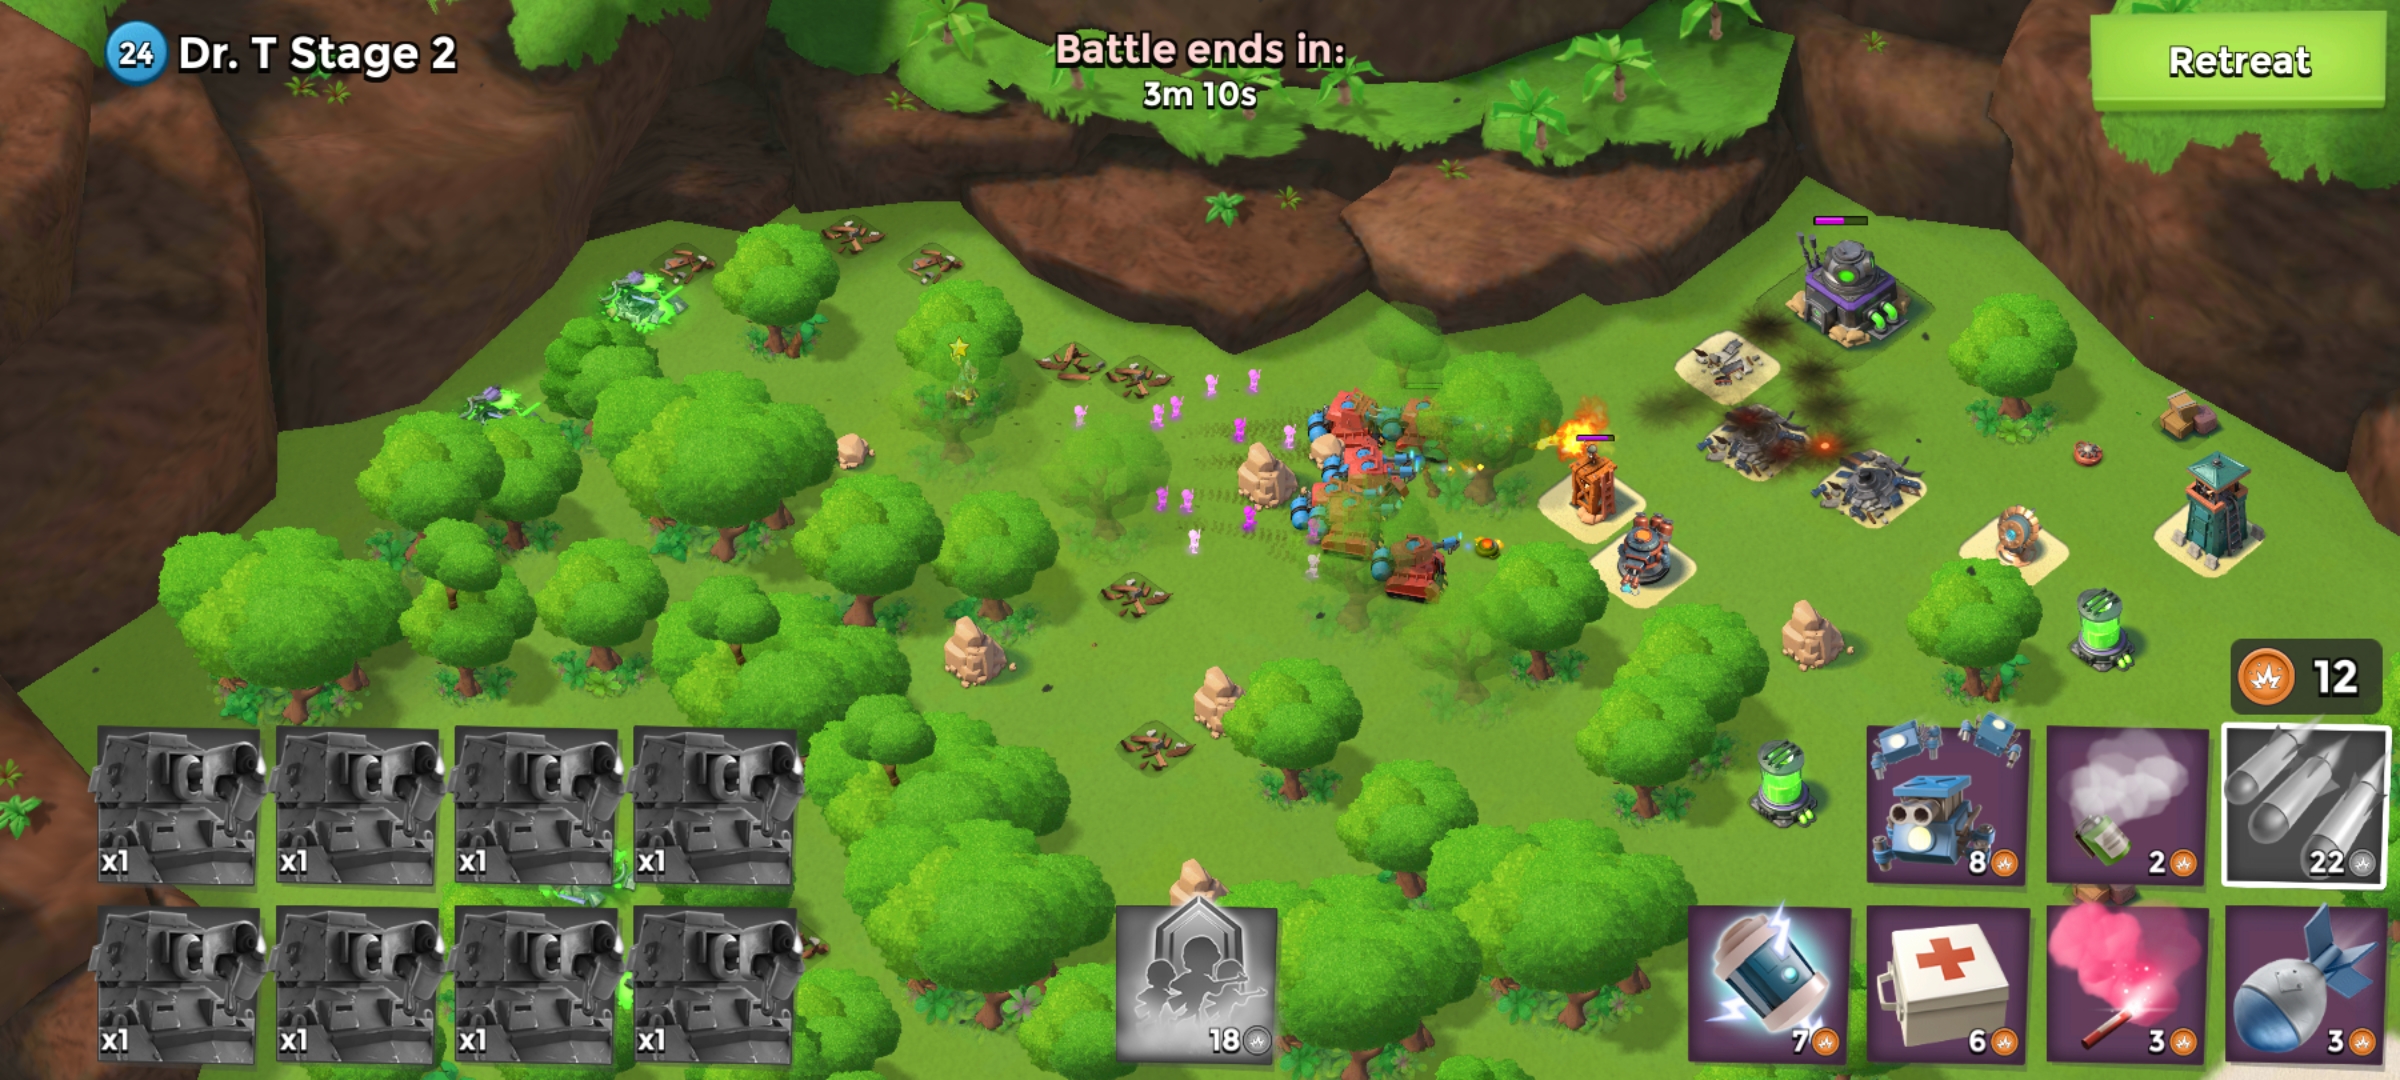 24 Dr. T Stage 2
Battle ends in:
3m 10s
Retreat
12
x1 x1 x1 x1
8 2 22
x1 x1 x1 x1
18
7 6 3 3